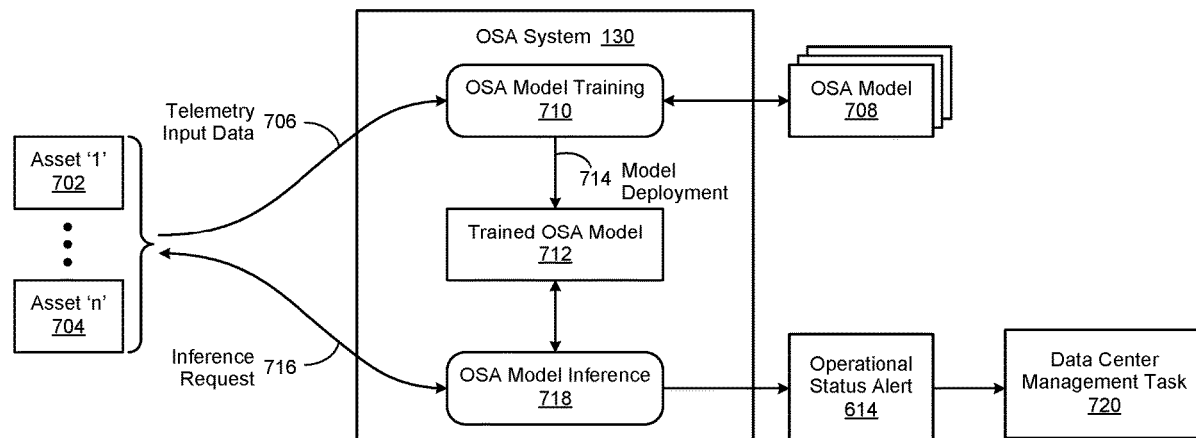 OSA System 130
OSA Model Training
710
OSA Model
708
Telemetry
Input Data
706
Asset ‘1’
702
714
Model
Deployment
Trained OSA Model
712
Asset ‘n’
704
Inference
Request
716
OSA Model Inference
718
Operational
Status Alert
614
Data Center
Management Task
720